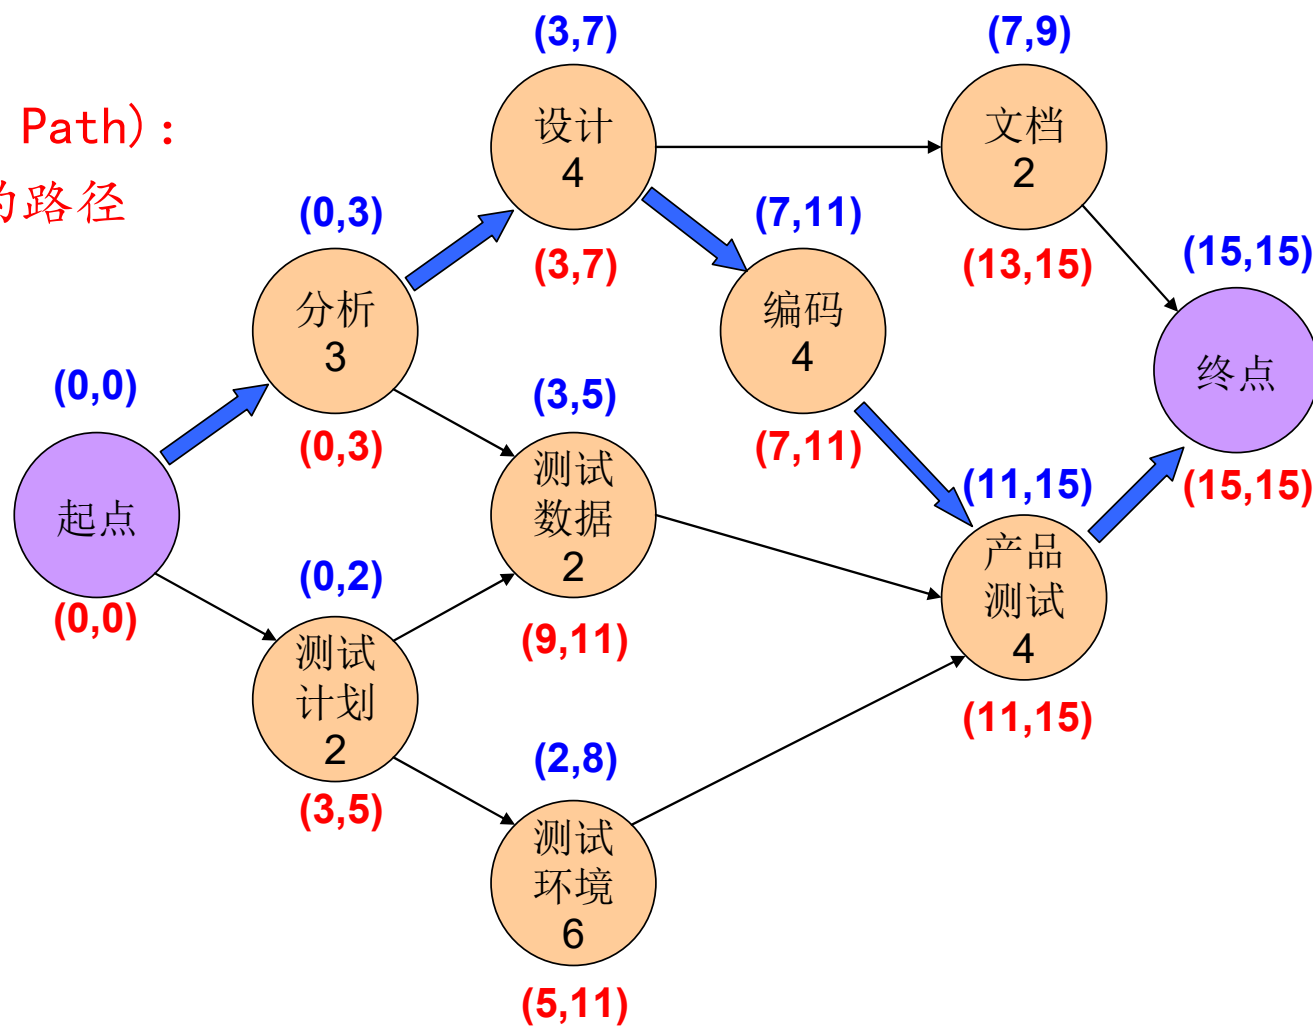 (3,7)
(7,9)
Path):
设计
4
文档
2
的路径
(0,3)
(7,11)
(3,7)
(13,15)
(15,15)
分析
3
编码
4
终点
(0,0)
(3,5)
(0,3)
(7,11)
测试
数据
2
(11,15)
(15,15)
起点
产品
测试
4
(0,2)
(0,0)
(9,11)
测试
计划
2
(11,15)
(2,8)
(3,5)
测试
环境
6
(5,11)